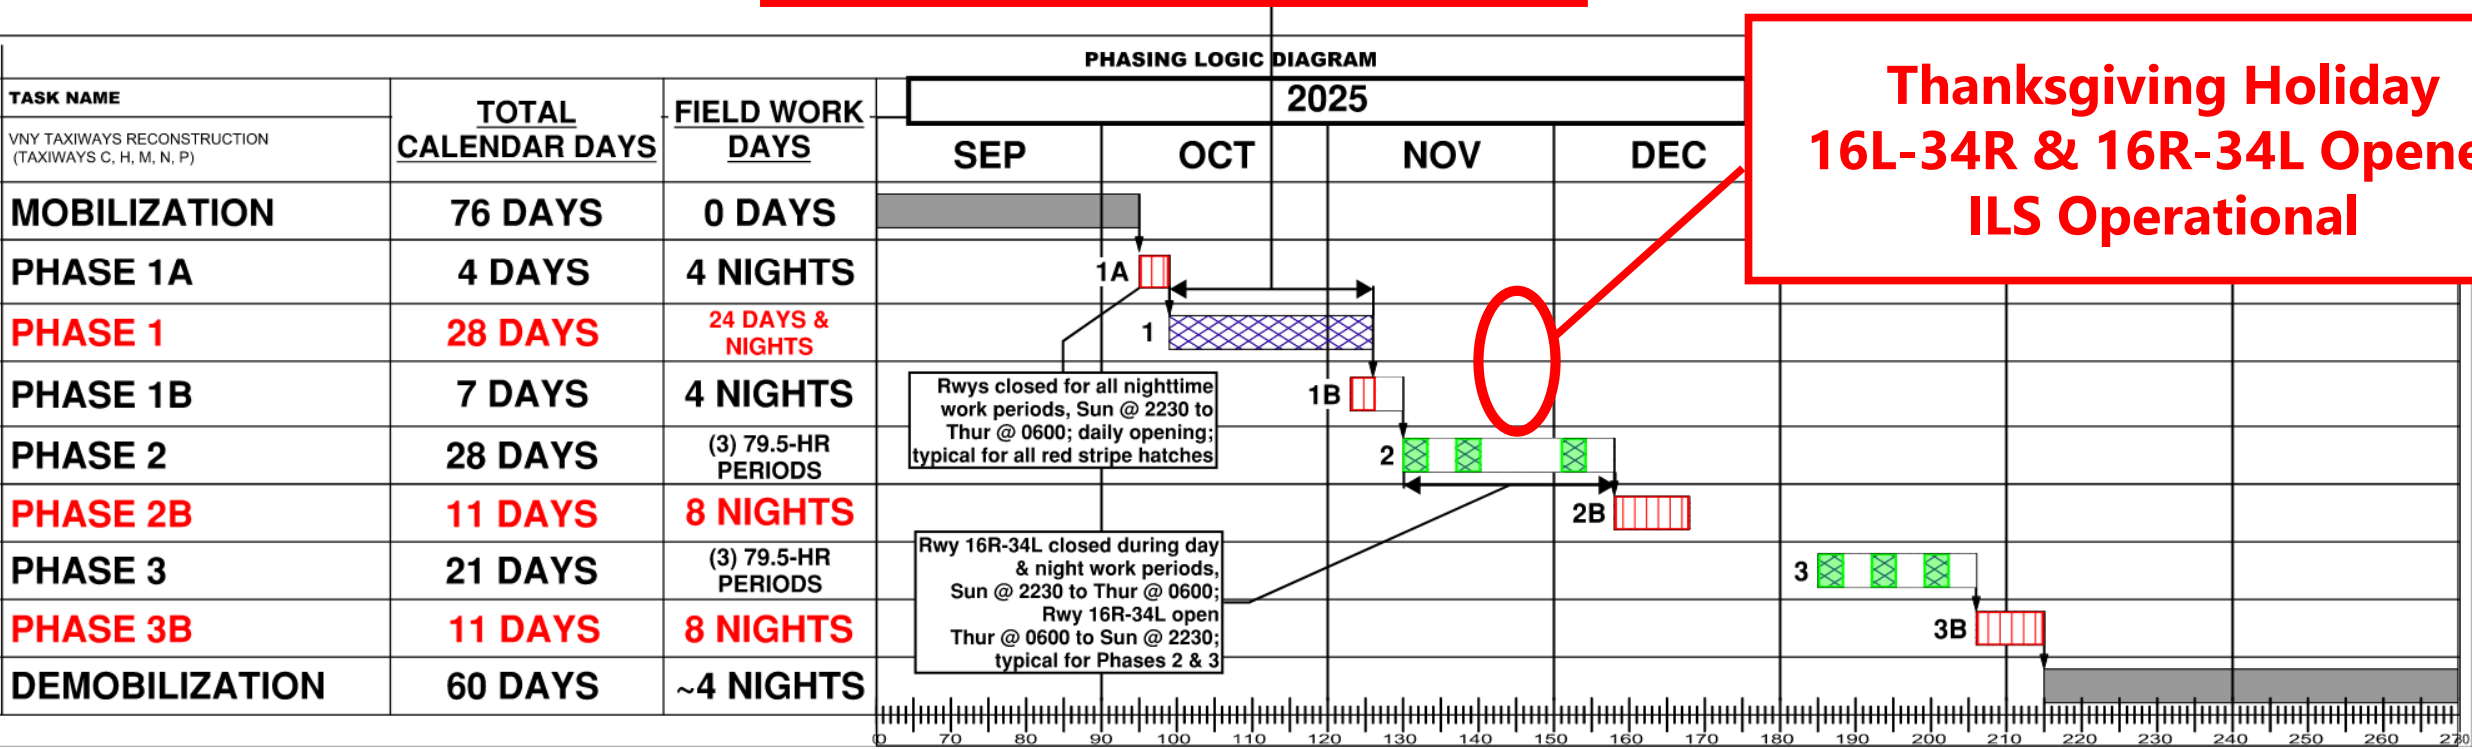 PHASING LOGIC DIAGRAM
TASK NAME
VNY TAXIWAYS RECONSTRUCTION
(TAXIWAYS C, H, M, N, P)
TOTAL
CALENDAR DAYS
FIELD WORK
DAYS
2025
SEP OCT NOV DEC
Thanksgiving Holiday
16L-34R & 16R-34L Opene
ILS Operational
MOBILIZATION 76 DAYS 0 DAYS
PHASE 1A 4 DAYS 4 NIGHTS 1A
PHASE 1 28 DAYS 24 DAYS &
NIGHTS
1
PHASE 1B 7 DAYS 4 NIGHTS 1B
Rwys closed for all nighttime
work periods, Sun @ 2230 to
Thur @ 0600; daily opening;
typical for all red stripe hatches
PHASE 2 28 DAYS (3) 79.5-HR
PERIODS
2
PHASE 2B 11 DAYS 8 NIGHTS 2B
Rwy 16R-34L closed during day
& night work periods,
Sun @ 2230 to Thur @ 0600;
Rwy 16R-34L open
Thur @ 0600 to Sun @ 2230;
typical for Phases 2 & 3
PHASE 3 21 DAYS (3) 79.5-HR
PERIODS
3
PHASE 3B 11 DAYS 8 NIGHTS 3B
DEMOBILIZATION 60 DAYS ~4 NIGHTS
70 80 90 100 110 120 130 140 150 160 170 180 190 200 210 220 230 240 250 260